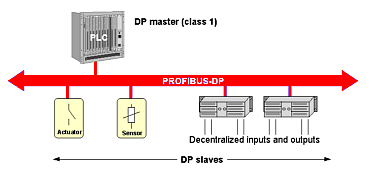 DP master (class 1)
PLC
PROFIBUS-DP
Actuator
Sensor
Decentralized inputs and outputs
DP slaves